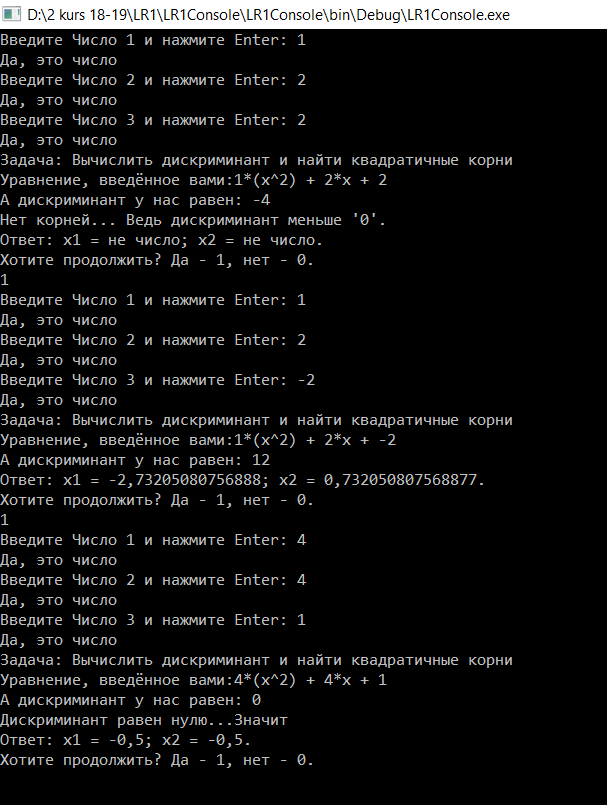 D:\2 kurs 18-19\LR1\LR1Console\LR1Console\bin\Debug\LR1Console.exe
Введите Число 1 и нажмите Enter: 1
Да, это число
Введите Число 2 и нажмите Enter: 2
Да, это число
Введите Число 3 и нажмите Enter: 2
Да, это число
Задача: Вычислить дискриминант и найти квадратичные корни
Уравнение, введённое вами:1*(x^2) + 2*x + 2
А дискриминант у нас равен: -4
Нет корней... Ведь дискриминант меньше '0'.
Ответ: x1 = не число; x2 = не число.
Хотите продолжить? Да - 1, нет - 0.
1
Введите Число 1 и нажмите Enter: 1
Да, это число
Введите Число 2 и нажмите Enter: 2
Да, это число
Введите Число 3 и нажмите Enter: -2
Да, это число
Задача: Вычислить дискриминант и найти квадратичные корни
Уравнение, введённое вами:1*(x^2) + 2*x + -2
А дискриминант у нас равен: 12
Ответ: x1 = -2,73205080756888; x2 = 0,732050807568877.
Хотите продолжить? Да - 1, нет - 0.
1
Введите Число 1 и нажмите Enter: 4
Да, это число
Введите Число 2 и нажмите Enter: 4
Да, это число
Введите Число 3 и нажмите Enter: 1
Да, это число
Задача: Вычислить дискриминант и найти квадратичные корни
Уравнение, введённое вами:4*(x^2) + 4*x + 1
А дискриминант у нас равен: 0
Дискриминант равен нулю...Значит
Ответ: x1 = -0,5; x2 = -0,5.
Хотите продолжить? Да - 1, нет - 0.